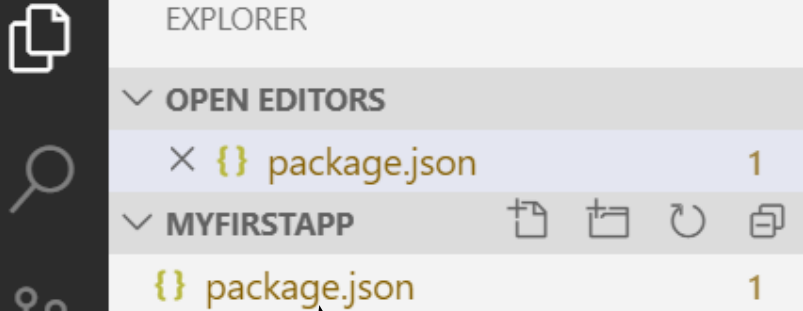 EXPLORER
OPEN EDITORS
{} package.json 1
MYFIRSTAPP
{} package.json 1